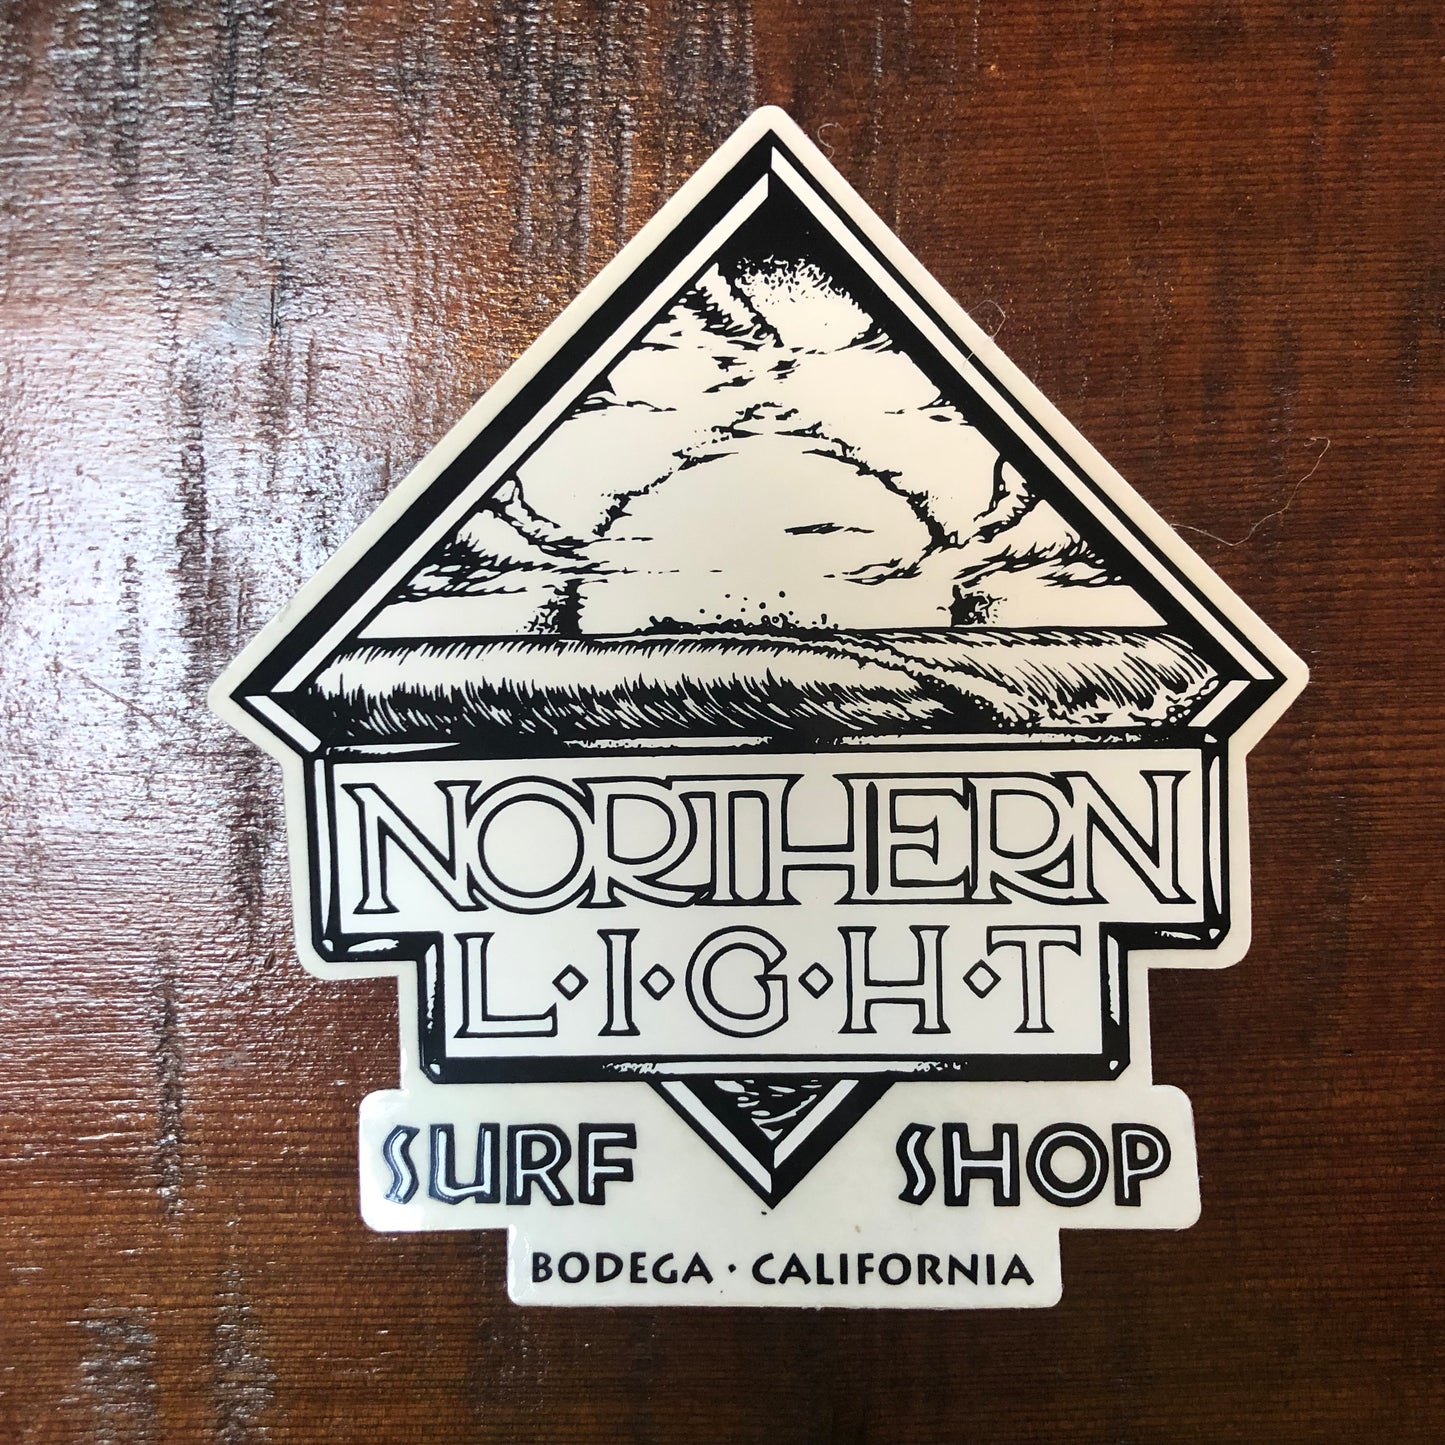 NORTHERN
L·I·G·H·T
SURF SHOP
BODEGA · CALIFORNIA